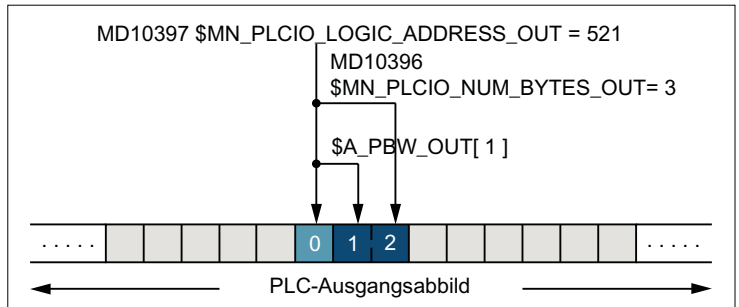 MD10397 $MN_PLCIO_LOGIC_ADDRESS_OUT = 521
MD10396
$MN_PLCIO_NUM_BYTES_OUT= 3
$A_PBW_OUT[ 1 ]
. . . . . 0 1 2 . . . . .
PLC-Ausgangsabbild